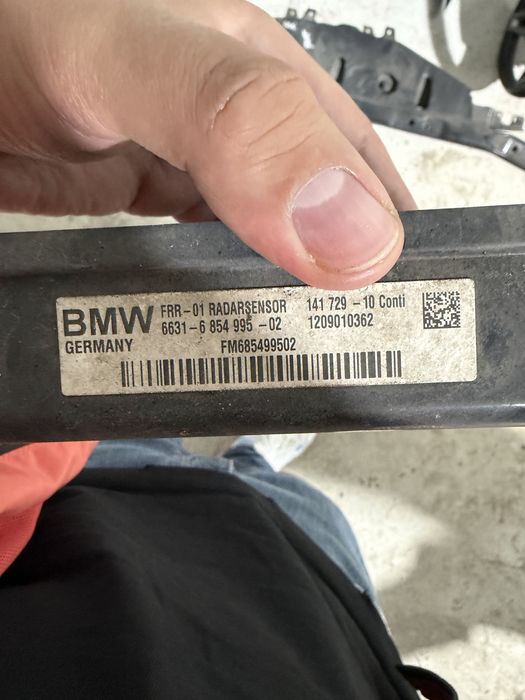 BMW FRR-01 RADARSENSOR 141 729 -10 Conti
6631-6 854 995 -02 1209010362
GERMANY FM685499502